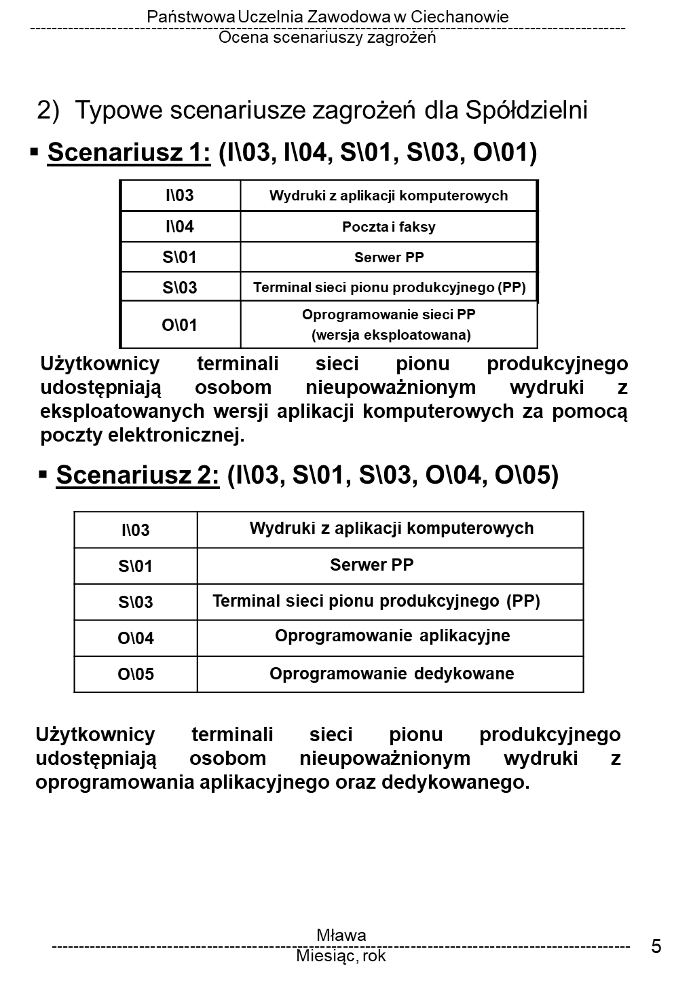 Państwowa Uczelnia Zawodowa w Ciechanowie
Ocena scenariuszy zagrożeń
2) Typowe scenariusze zagrożeń dla Spółdzielni
▪ Scenariusz 1: (I\03, I\04, S\01, S\03, O\01)
I\03 Wydruki z aplikacji komputerowych
I\04 Poczta i faksy
S\01 Serwer PP
S\03 Terminal sieci pionu produkcyjnego (PP)
O\01 Oprogramowanie sieci PP
(wersja eksploatowana)
Użytkownicy terminali sieci pionu produkcyjnego
udostępniają osobom nieupoważnionym wydruki z
eksploatowanych wersji aplikacji komputerowych za pomocą
poczty elektronicznej.
▪ Scenariusz 2: (I\03, S\01, S\03, O\04, O\05)
I\03 Wydruki z aplikacji komputerowych
S\01 Serwer PP
S\03 Terminal sieci pionu produkcyjnego (PP)
O\04 Oprogramowanie aplikacyjne
O\05 Oprogramowanie dedykowane
Użytkownicy terminali sieci pionu produkcyjnego
udostępniają osobom nieupoważnionym wydruki z
oprogramowania aplikacyjnego oraz dedykowanego.
Mława
Miesiąc, rok
5